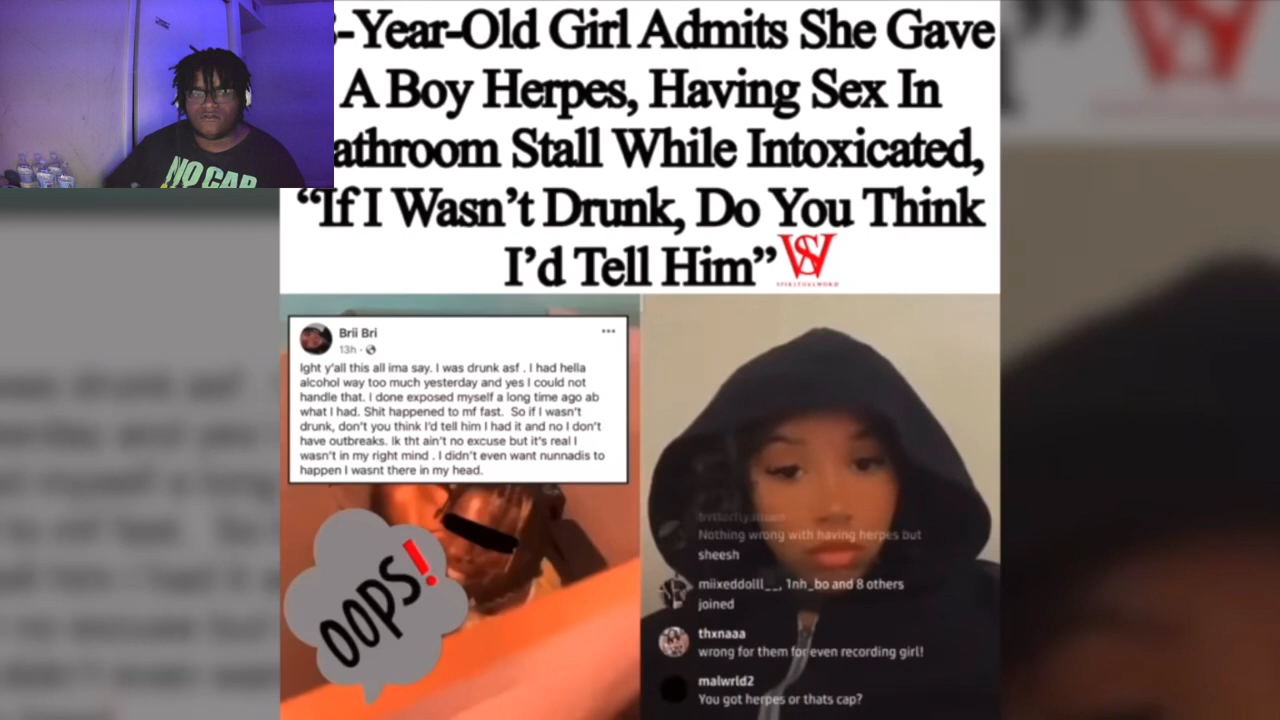 -Year-Old Girl Admits She Gave
A Boy Herpes, Having Sex In
athroom Stall While Intoxicated,
“If I Wasn’t Drunk, Do You Think
I’d Tell Him”
SPIRITUALWORD
NO CAP
Brii Bri
13h ·
Ight y'all this all ima say. I was drunk asf . I had hella
alcohol way too much yesterday and yes I could not
handle that. I done exposed myself a long time ago ab
what I had. Shit happened to mf fast. So if I wasn't
drunk, don't you think I'd tell him I had it and no I don't
have outbreaks. Ik tht ain't no excuse but it's real I
wasn't in my right mind . I didn't even want nunnadis to
happen I wasnt there in my head.
OOPS!
Nothing wrong with having herpes but
sheesh
miixeddolll__, 1nh_bo and 8 others
joined
thxnaaa
wrong for them for even recording girl!
malwrld2
You got herpes or thats cap?